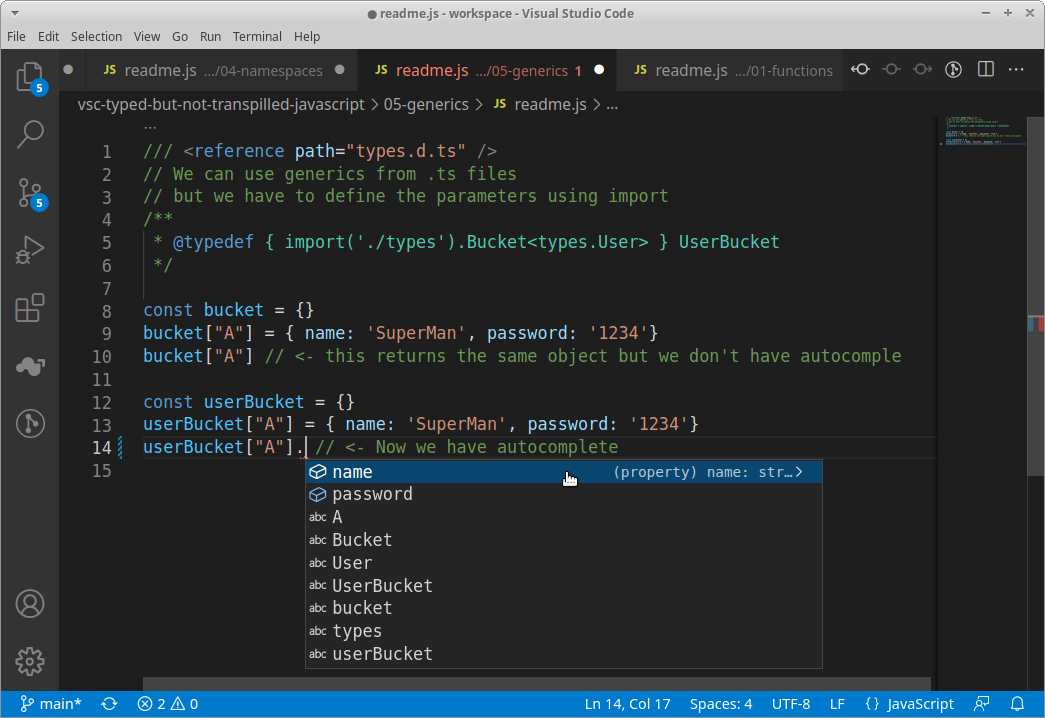 ● readme.js - workspace - Visual Studio Code
File Edit Selection View Go Run Terminal Help
JS readme.js .../04-namespaces ● JS readme.js .../05-generics 1 ● JS readme.js .../01-functions
vsc-typed-but-not-transpilled-javascript > 05-generics > JS readme.js > ...
...
1 /// <reference path="types.d.ts" />
2 // We can use generics from .ts files
3 // but we have to define the parameters using import
4 /**
5 * @typedef { import('./types').Bucket<types.User> } UserBucket
6 */
7
8 const bucket = {}
9 bucket["A"] = { name: 'SuperMan', password: '1234'}
10 bucket["A"] // <- this returns the same object but we don't have autocomple
11
12 const userBucket = {}
13 userBucket["A"] = { name: 'SuperMan', password: '1234'}
14 userBucket["A"]. // <- Now we have autocomplete
15
name (property) name: str…>
password
abc A
abc Bucket
abc User
abc UserBucket
abc bucket
abc types
abc userBucket
5
5
main* 2 0 Ln 14, Col 17 Spaces: 4 UTF-8 LF {} JavaScript